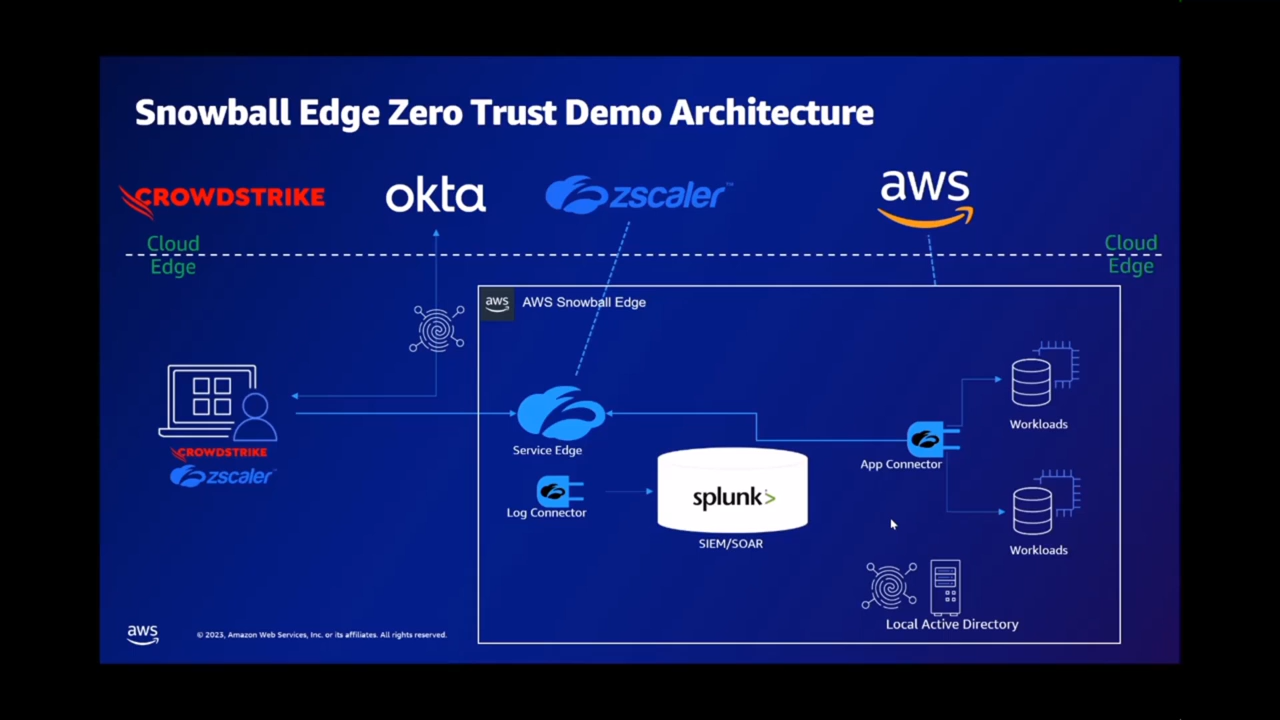 Snowball Edge Zero Trust Demo Architecture
CROWDSTRIKE
okta
zscaler™
aws
Cloud
Edge
Cloud
Edge
aws
AWS Snowball Edge
Service Edge
Log Connector
splunk>
SIEM/SOAR
App Connector
Workloads
Workloads
Local Active Directory
CROWDSTRIKE
zscaler™
aws
© 2023, Amazon Web Services, Inc. or its affiliates. All rights reserved.